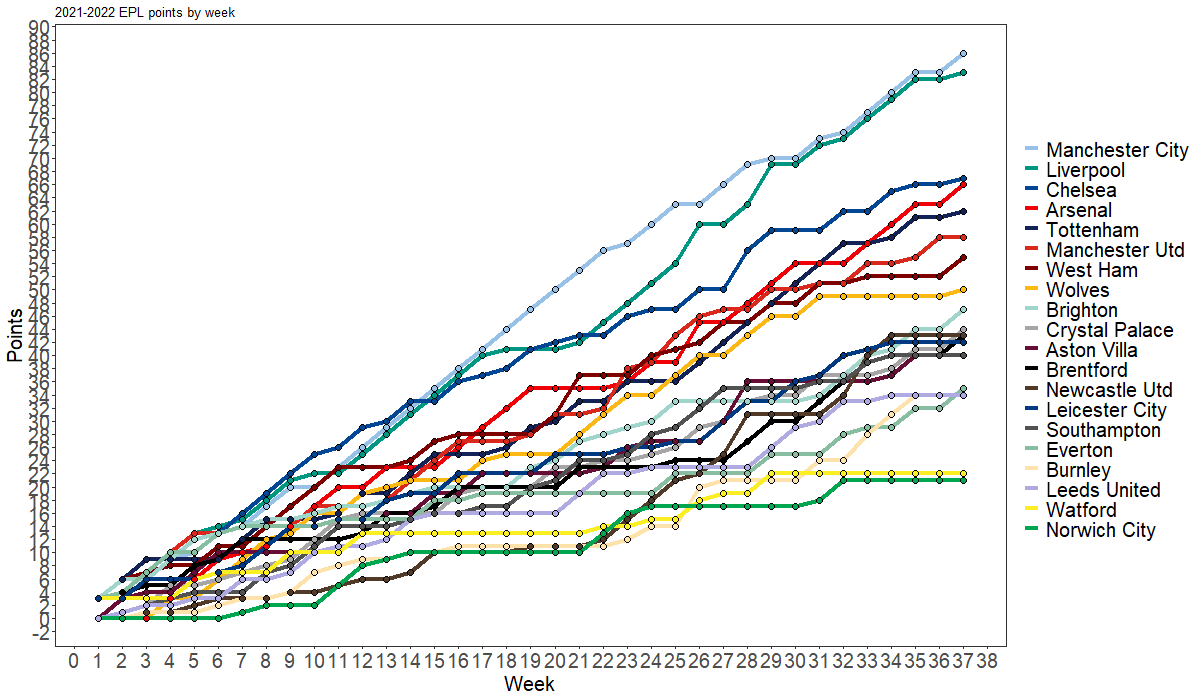 2021-2022 EPL points by week
90
88
86
84
82
80
78
76
74
72
70
68
66
64
62
60
58
56
54
52
50
48
46
44
42
40
38
36
34
32
30
28
26
24
22
20
18
16
14
12
10
8
6
4
2
0
-2
Points
0 1 2 3 4 5 6 7 8 9 10 11 12 13 14 15 16 17 18 19 20 21 22 23 24 25 26 27 28 29 30 31 32 33 34 35 36 37 38
Week
Manchester City
Liverpool
Chelsea
Arsenal
Tottenham
Manchester Utd
West Ham
Wolves
Brighton
Crystal Palace
Aston Villa
Brentford
Newcastle Utd
Leicester City
Southampton
Everton
Burnley
Leeds United
Watford
Norwich City